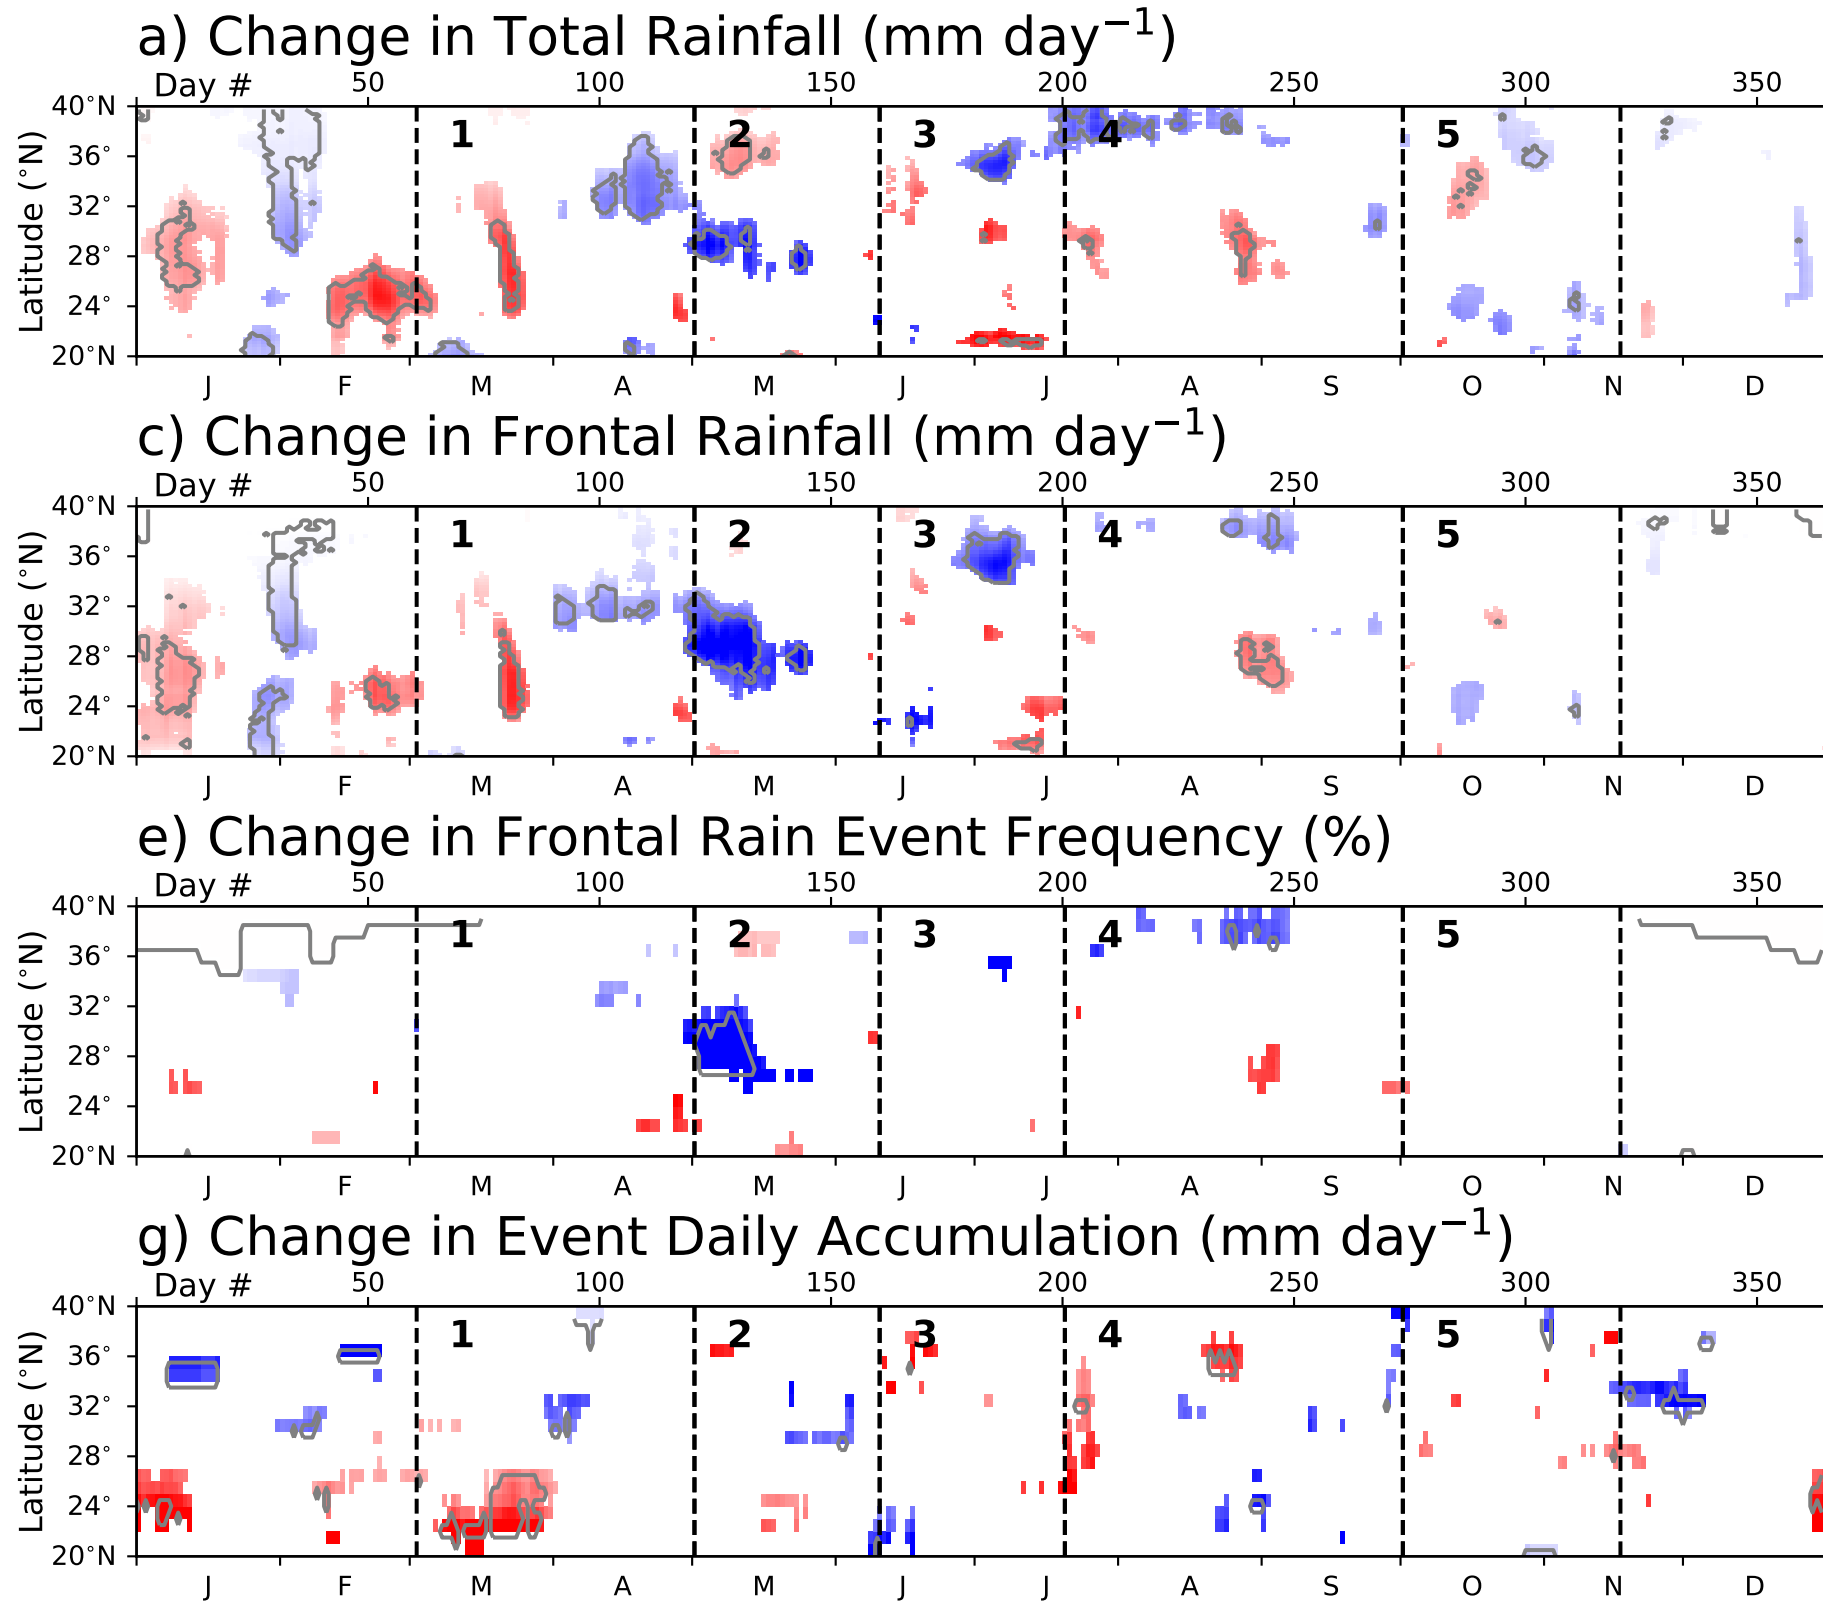 a) Change in Total Rainfall (mm day⁻¹)
Day # 50 100 150 200 250 300 350
40°N
36°
32°
28°
24°
20°N
Latitude (°N)
1 2 3 4 5
J F M A M J J A S O N D
c) Change in Frontal Rainfall (mm day⁻¹)
Day # 50 100 150 200 250 300 350
40°N
36°
32°
28°
24°
20°N
Latitude (°N)
1 2 3 4 5
J F M A M J J A S O N D
e) Change in Frontal Rain Event Frequency (%)
Day # 50 100 150 200 250 300 350
40°N
36°
32°
28°
24°
20°N
Latitude (°N)
1 2 3 4 5
J F M A M J J A S O N D
g) Change in Event Daily Accumulation (mm day⁻¹)
Day # 50 100 150 200 250 300 350
40°N
36°
32°
28°
24°
20°N
Latitude (°N)
1 2 3 4 5
J F M A M J J A S O N D